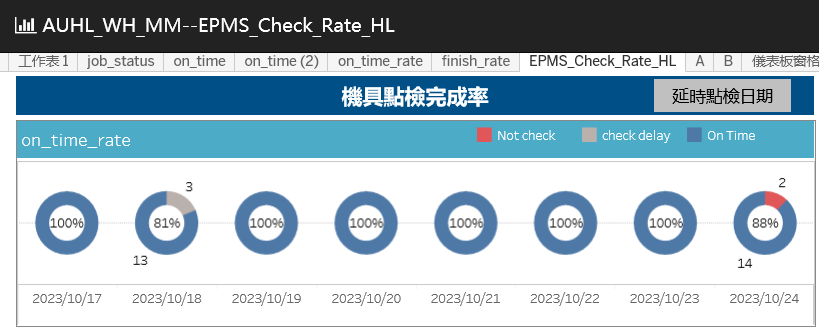 AUHL_WH_MM--EPMS_Check_Rate_HL
工作表 1 job_status on_time on_time (2) on_time_rate finish_rate EPMS_Check_Rate_HL A B 儀表板窗格
機具點檢完成率 延時點檢日期
on_time_rate Not check check delay On Time
3 2
100% 81% 100% 100% 100% 100% 100% 88%
13 14
2023/10/17 2023/10/18 2023/10/19 2023/10/20 2023/10/21 2023/10/22 2023/10/23 2023/10/24